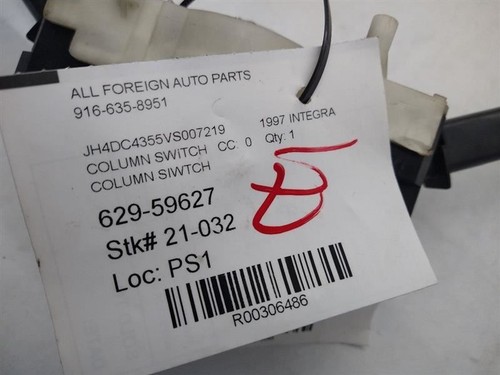 ALL FOREIGN AUTO PARTS
916-635-8951
JH4DC4355VS007219 1997 INTEGRA
COLUMN SWITCH CC: 0 Qty: 1
COLUMN SIWTCH
629-59627
Stk# 21-032
Loc: PS1
R00306486